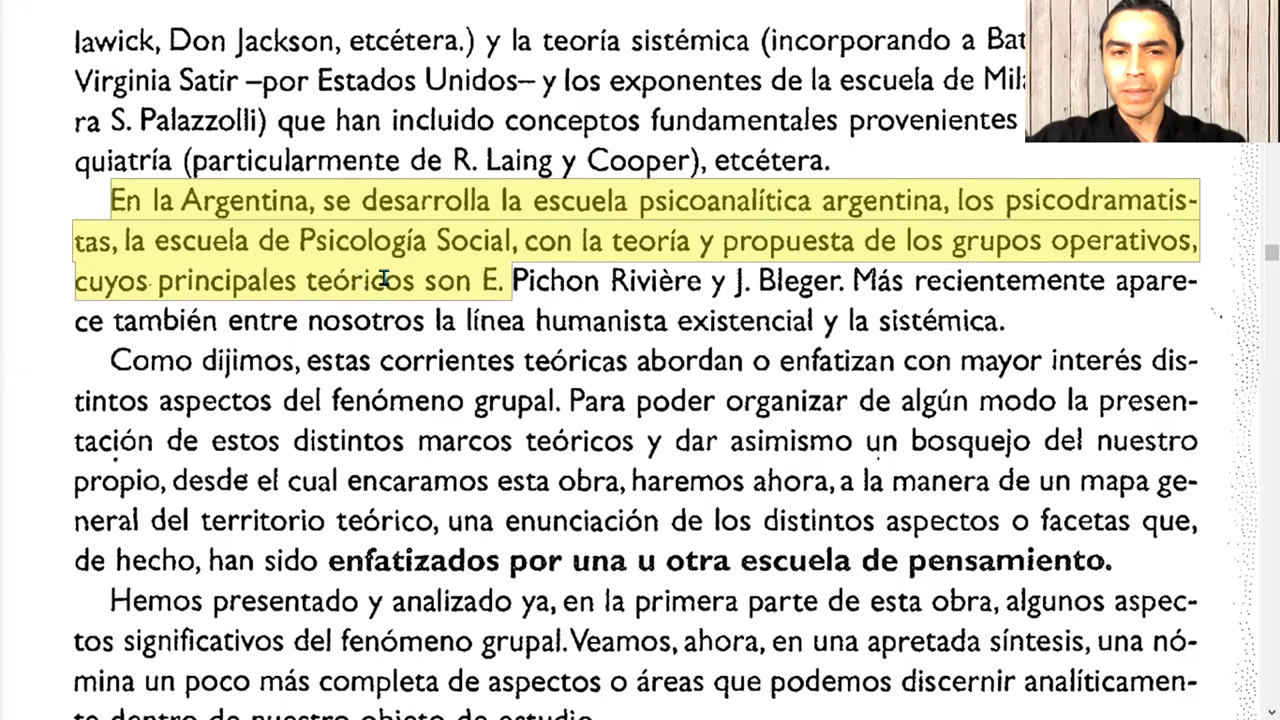 lawick, Don Jackson, etcétera.) y la teoría sistémica (incorporando a
Virginia Satir –por Estados Unidos– y los exponentes de la escuela de
ra S. Palazzolli) que han incluido conceptos fundamentales provenientes
quiatría (particularmente de R. Laing y Cooper), etcétera.
En la Argentina, se desarrolla la escuela psicoanalítica argentina, los psicodramatis-
tas, la escuela de Psicología Social, con la teoría y propuesta de los grupos operativos,
cuyos principales teóricos son E. Pichon Rivière y J. Bleger. Más recientemente apare-
ce también entre nosotros la línea humanista existencial y la sistémica.
Como dijimos, estas corrientes teóricas abordan o enfatizan con mayor interés dis-
tintos aspectos del fenómeno grupal. Para poder organizar de algún modo la presen-
tación de estos distintos marcos teóricos y dar asimismo un bosquejo del nuestro
propio, desde el cual encaramos esta obra, haremos ahora, a la manera de un mapa ge-
neral del territorio teórico, una enunciación de los distintos aspectos o facetas que,
de hecho, han sido enfatizados por una u otra escuela de pensamiento.
Hemos presentado y analizado ya, en la primera parte de esta obra, algunos aspec-
tos significativos del fenómeno grupal. Veamos, ahora, en una apretada síntesis, una nó-
mina un poco más completa de aspectos o áreas que podemos discernir analíticamen-
te dentro de nuestro objeto de estudio.